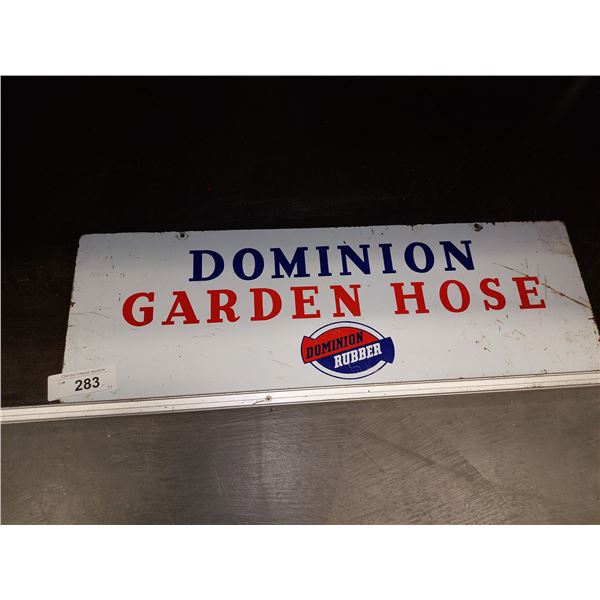 DOMINION
GARDEN HOSE
DOMINION
RUBBER
283